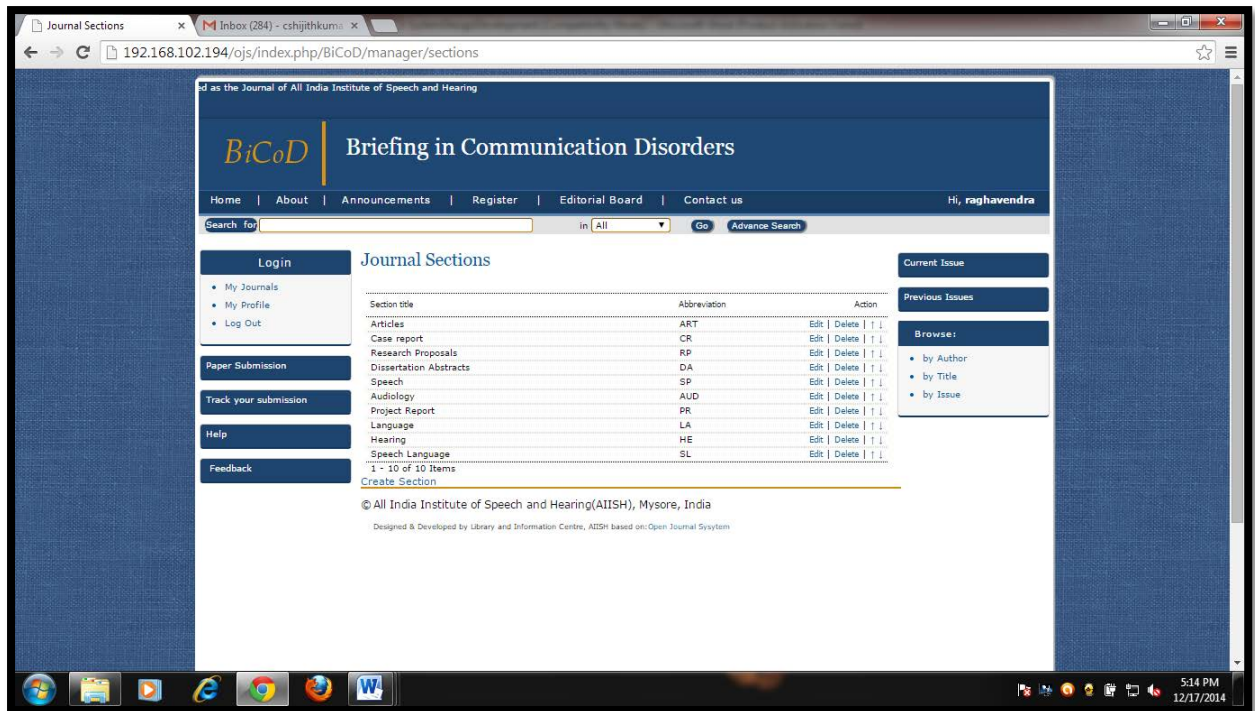 Journal Sections
Inbox (284) - cshijithkuma
192.168.102.194/ojs/index.php/BiCoD/manager/sections
ed as the Journal of All India Institute of Speech and Hearing
BiCoD
Briefing in Communication Disorders
Home | About | Announcements | Register | Editorial Board | Contact us
Hi, raghavendra
Search for in All Go Advance Search
Login
My Journals
My Profile
Log Out
Paper Submission
Track your submission
Help
Feedback
Journal Sections
Section title Abbreviation Action
Articles ART Edit | Delete | ↑ ↓
Case report CR Edit | Delete | ↑ ↓
Research Proposals RP Edit | Delete | ↑ ↓
Dissertation Abstracts DA Edit | Delete | ↑ ↓
Speech SP Edit | Delete | ↑ ↓
Audiology AUD Edit | Delete | ↑ ↓
Project Report PR Edit | Delete | ↑ ↓
Language LA Edit | Delete | ↑ ↓
Hearing HE Edit | Delete | ↑ ↓
Speech Language SL Edit | Delete | ↑ ↓
1 - 10 of 10 Items
Create Section
© All India Institute of Speech and Hearing(AIISH), Mysore, India
Designed & Developed by Library and Information Centre, AIISH based on: Open Journal Sysytem
Current Issue
Previous Issues
Browse:
by Author
by Title
by Issue
5:14 PM
12/17/2014